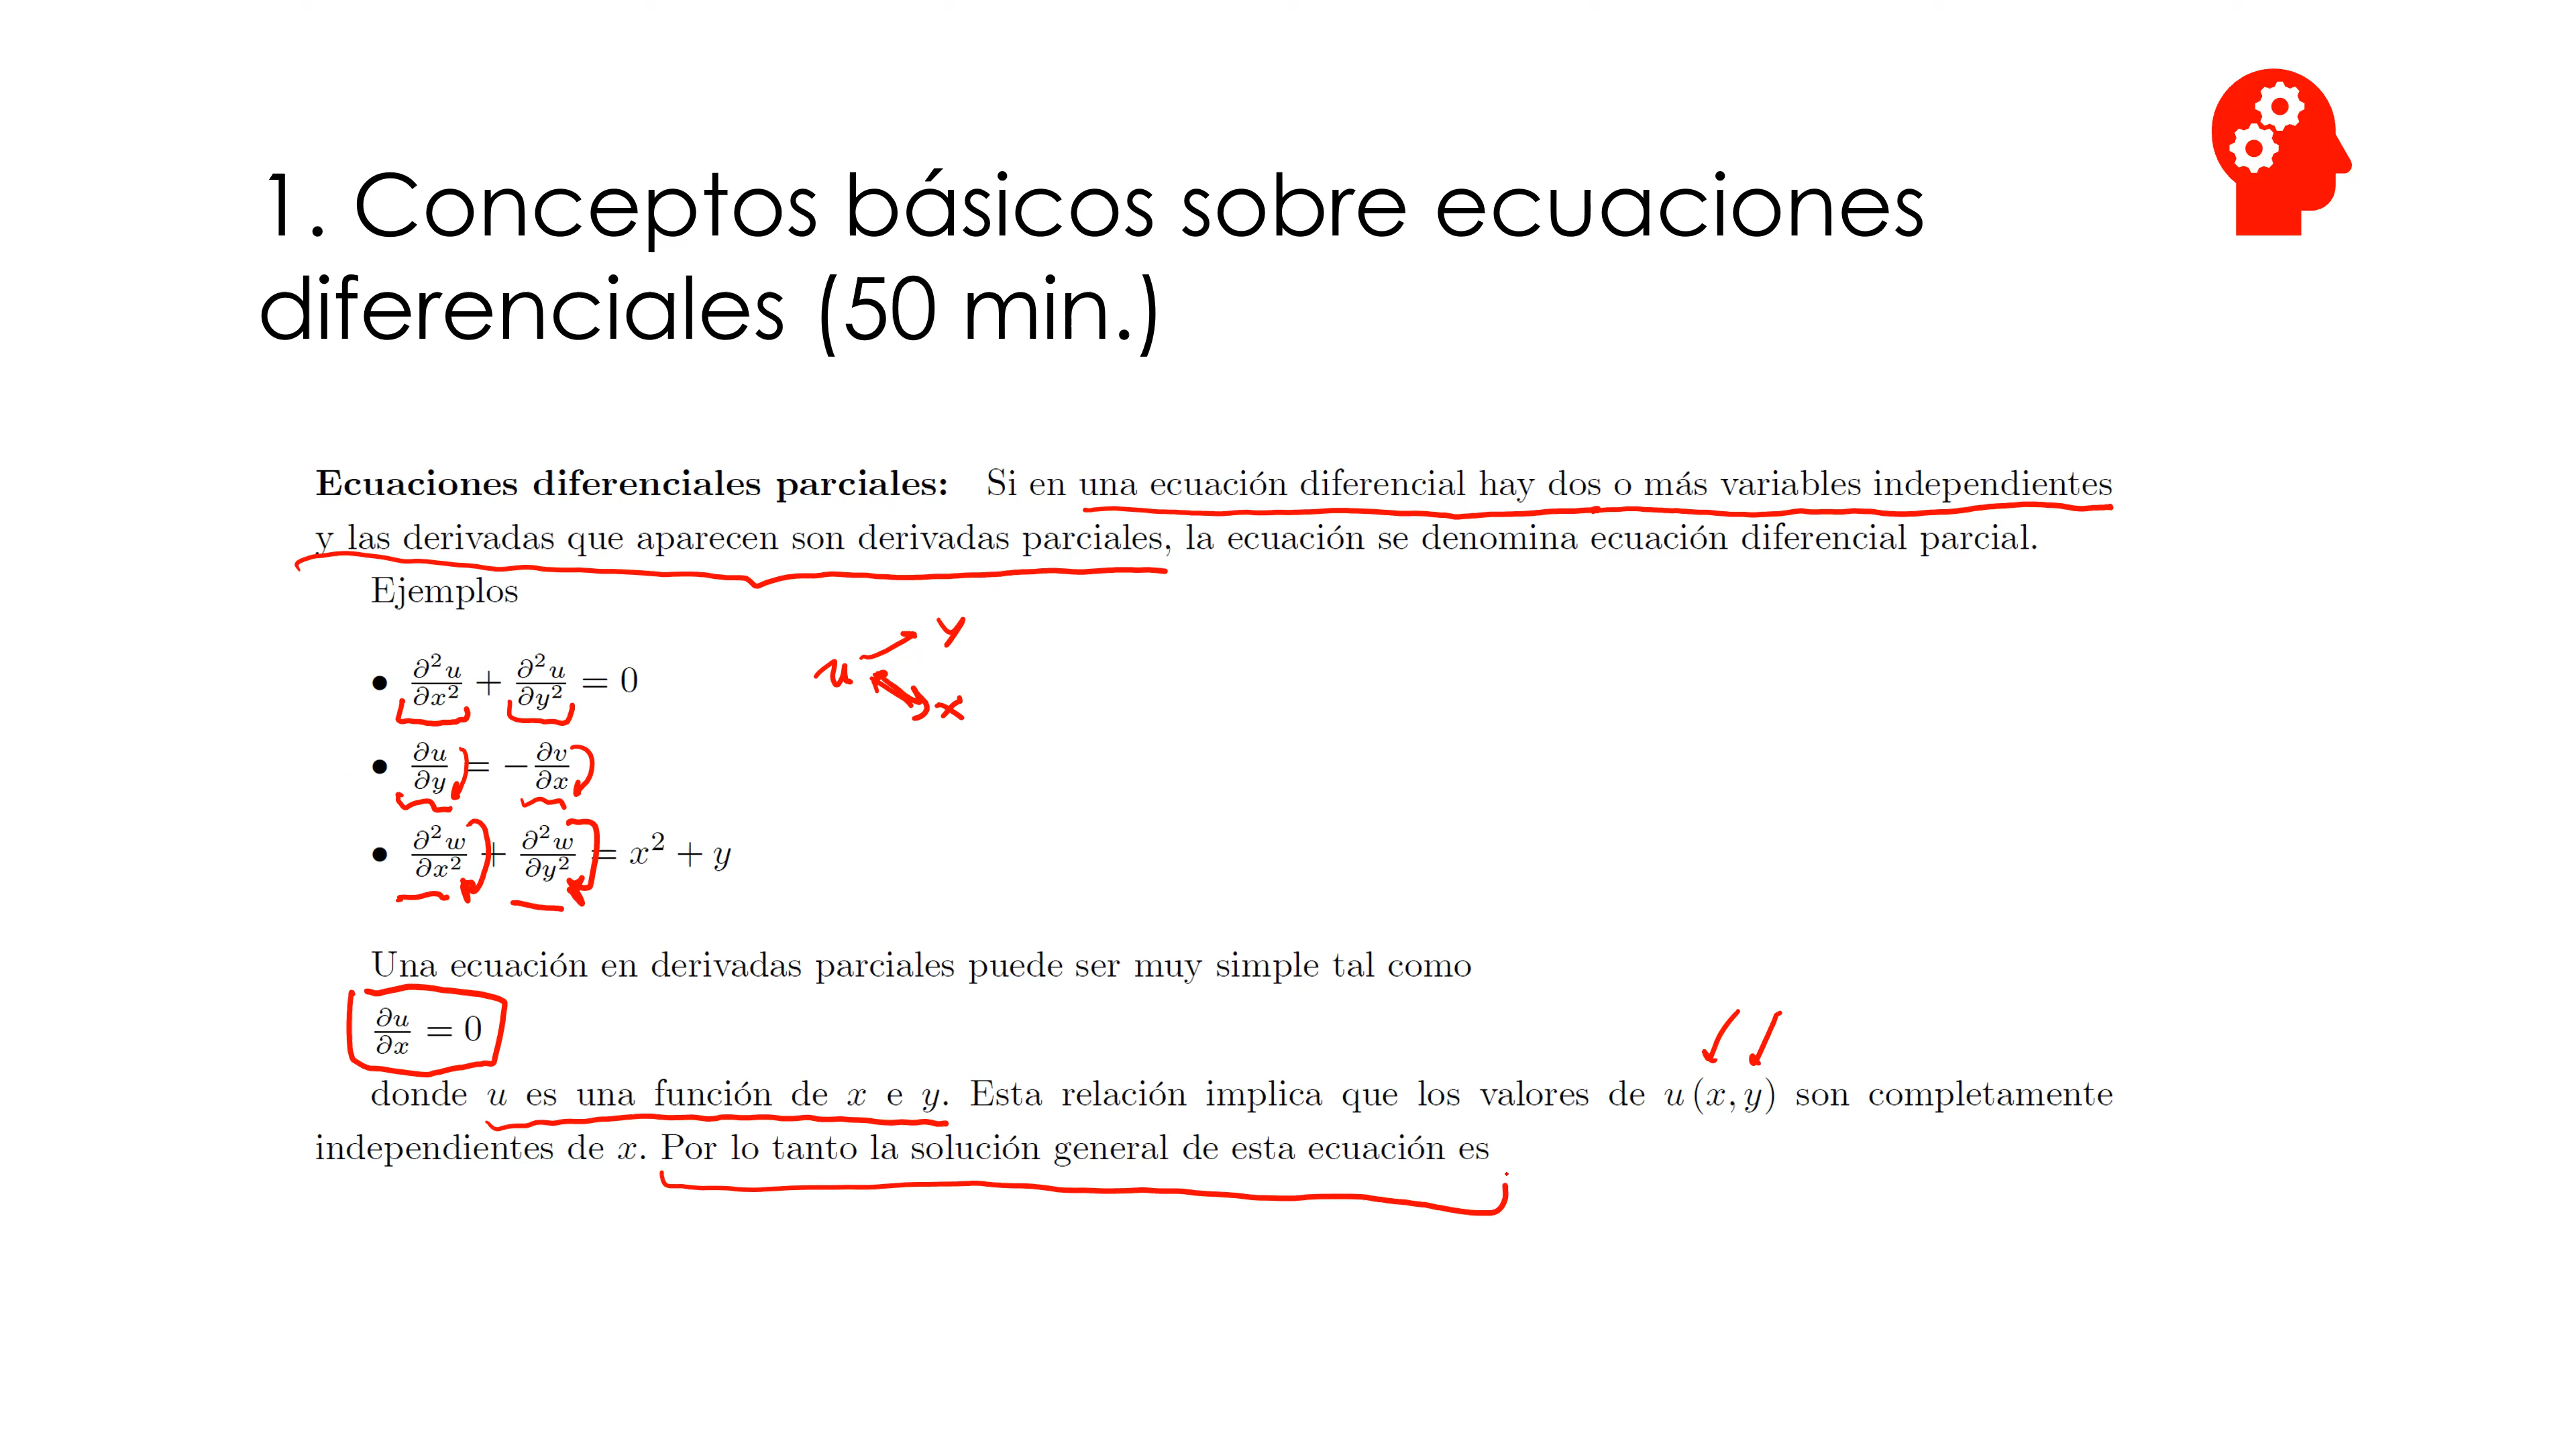 1. Conceptos básicos sobre ecuaciones
diferenciales (50 min.)
Ecuaciones diferenciales parciales: Si en una ecuación diferencial hay dos o más variables independientes
y las derivadas que aparecen son derivadas parciales, la ecuación se denomina ecuación diferencial parcial.
Ejemplos
• ∂²u/∂x² + ∂²u/∂y² = 0
u y x
• ∂u/∂y = −∂v/∂x
• ∂²w/∂x² + ∂²w/∂y² = x² + y
Una ecuación en derivadas parciales puede ser muy simple tal como
∂u/∂x = 0
donde u es una función de x e y. Esta relación implica que los valores de u (x, y) son completamente
independientes de x. Por lo tanto la solución general de esta ecuación es